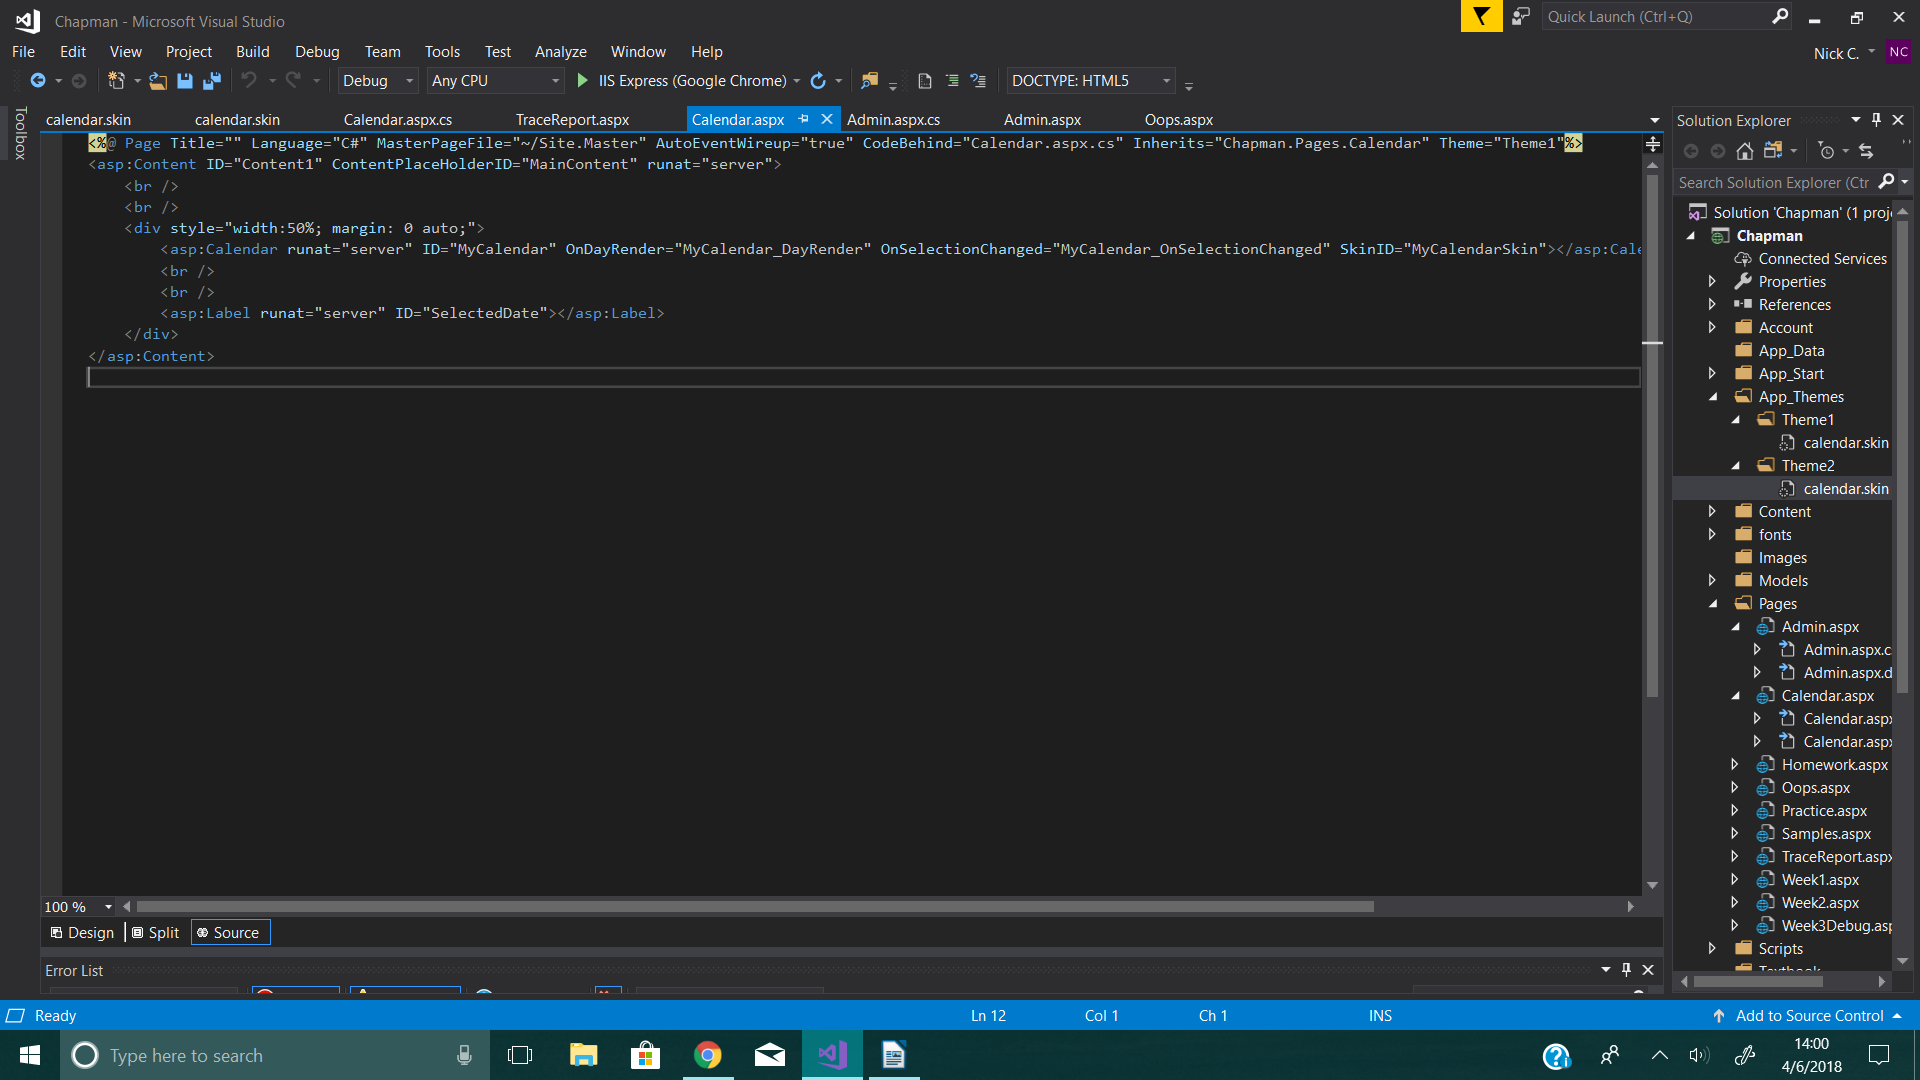 Chapman - Microsoft Visual Studio
Quick Launch (Ctrl+Q)
File Edit View Project Build Debug Team Tools Test Analyze Window Help
Nick C. NC
Debug Any CPU IIS Express (Google Chrome) DOCTYPE: HTML5
Toolbox
calendar.skin calendar.skin Calendar.aspx.cs TraceReport.aspx Calendar.aspx Admin.aspx.cs Admin.aspx Oops.aspx
<%@ Page Title="" Language="C#" MasterPageFile="~/Site.Master" AutoEventWireup="true" CodeBehind="Calendar.aspx.cs" Inherits="Chapman.Pages.Calendar" Theme="Theme1"%>
<asp:Content ID="Content1" ContentPlaceHolderID="MainContent" runat="server">
<br />
<br />
<div style="width:50%; margin: 0 auto;">
<asp:Calendar runat="server" ID="MyCalendar" OnDayRender="MyCalendar_DayRender" OnSelectionChanged="MyCalendar_OnSelectionChanged" SkinID="MyCalendarSkin"></asp:Cale
<br />
<br />
<asp:Label runat="server" ID="SelectedDate"></asp:Label>
</div>
</asp:Content>
100 %
Design Split Source
Error List
Solution Explorer
Search Solution Explorer (Ctr
Solution 'Chapman' (1 proj
Chapman
Connected Services
Properties
References
Account
App_Data
App_Start
App_Themes
Theme1
calendar.skin
Theme2
calendar.skin
Content
fonts
Images
Models
Pages
Admin.aspx
Admin.aspx.c
Admin.aspx.d
Calendar.aspx
Calendar.aspx
Calendar.aspx
Homework.aspx
Oops.aspx
Practice.aspx
Samples.aspx
TraceReport.aspx
Week1.aspx
Week2.aspx
Week3Debug.asp
Scripts
Textbook
Ready Ln 12 Col 1 Ch 1 INS Add to Source Control
Type here to search
14:00
4/6/2018